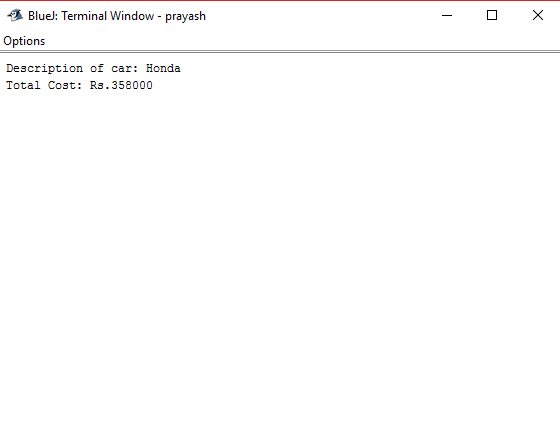 BlueJ: Terminal Window - prayash
Options
Description of car: Honda
Total Cost: Rs.358000